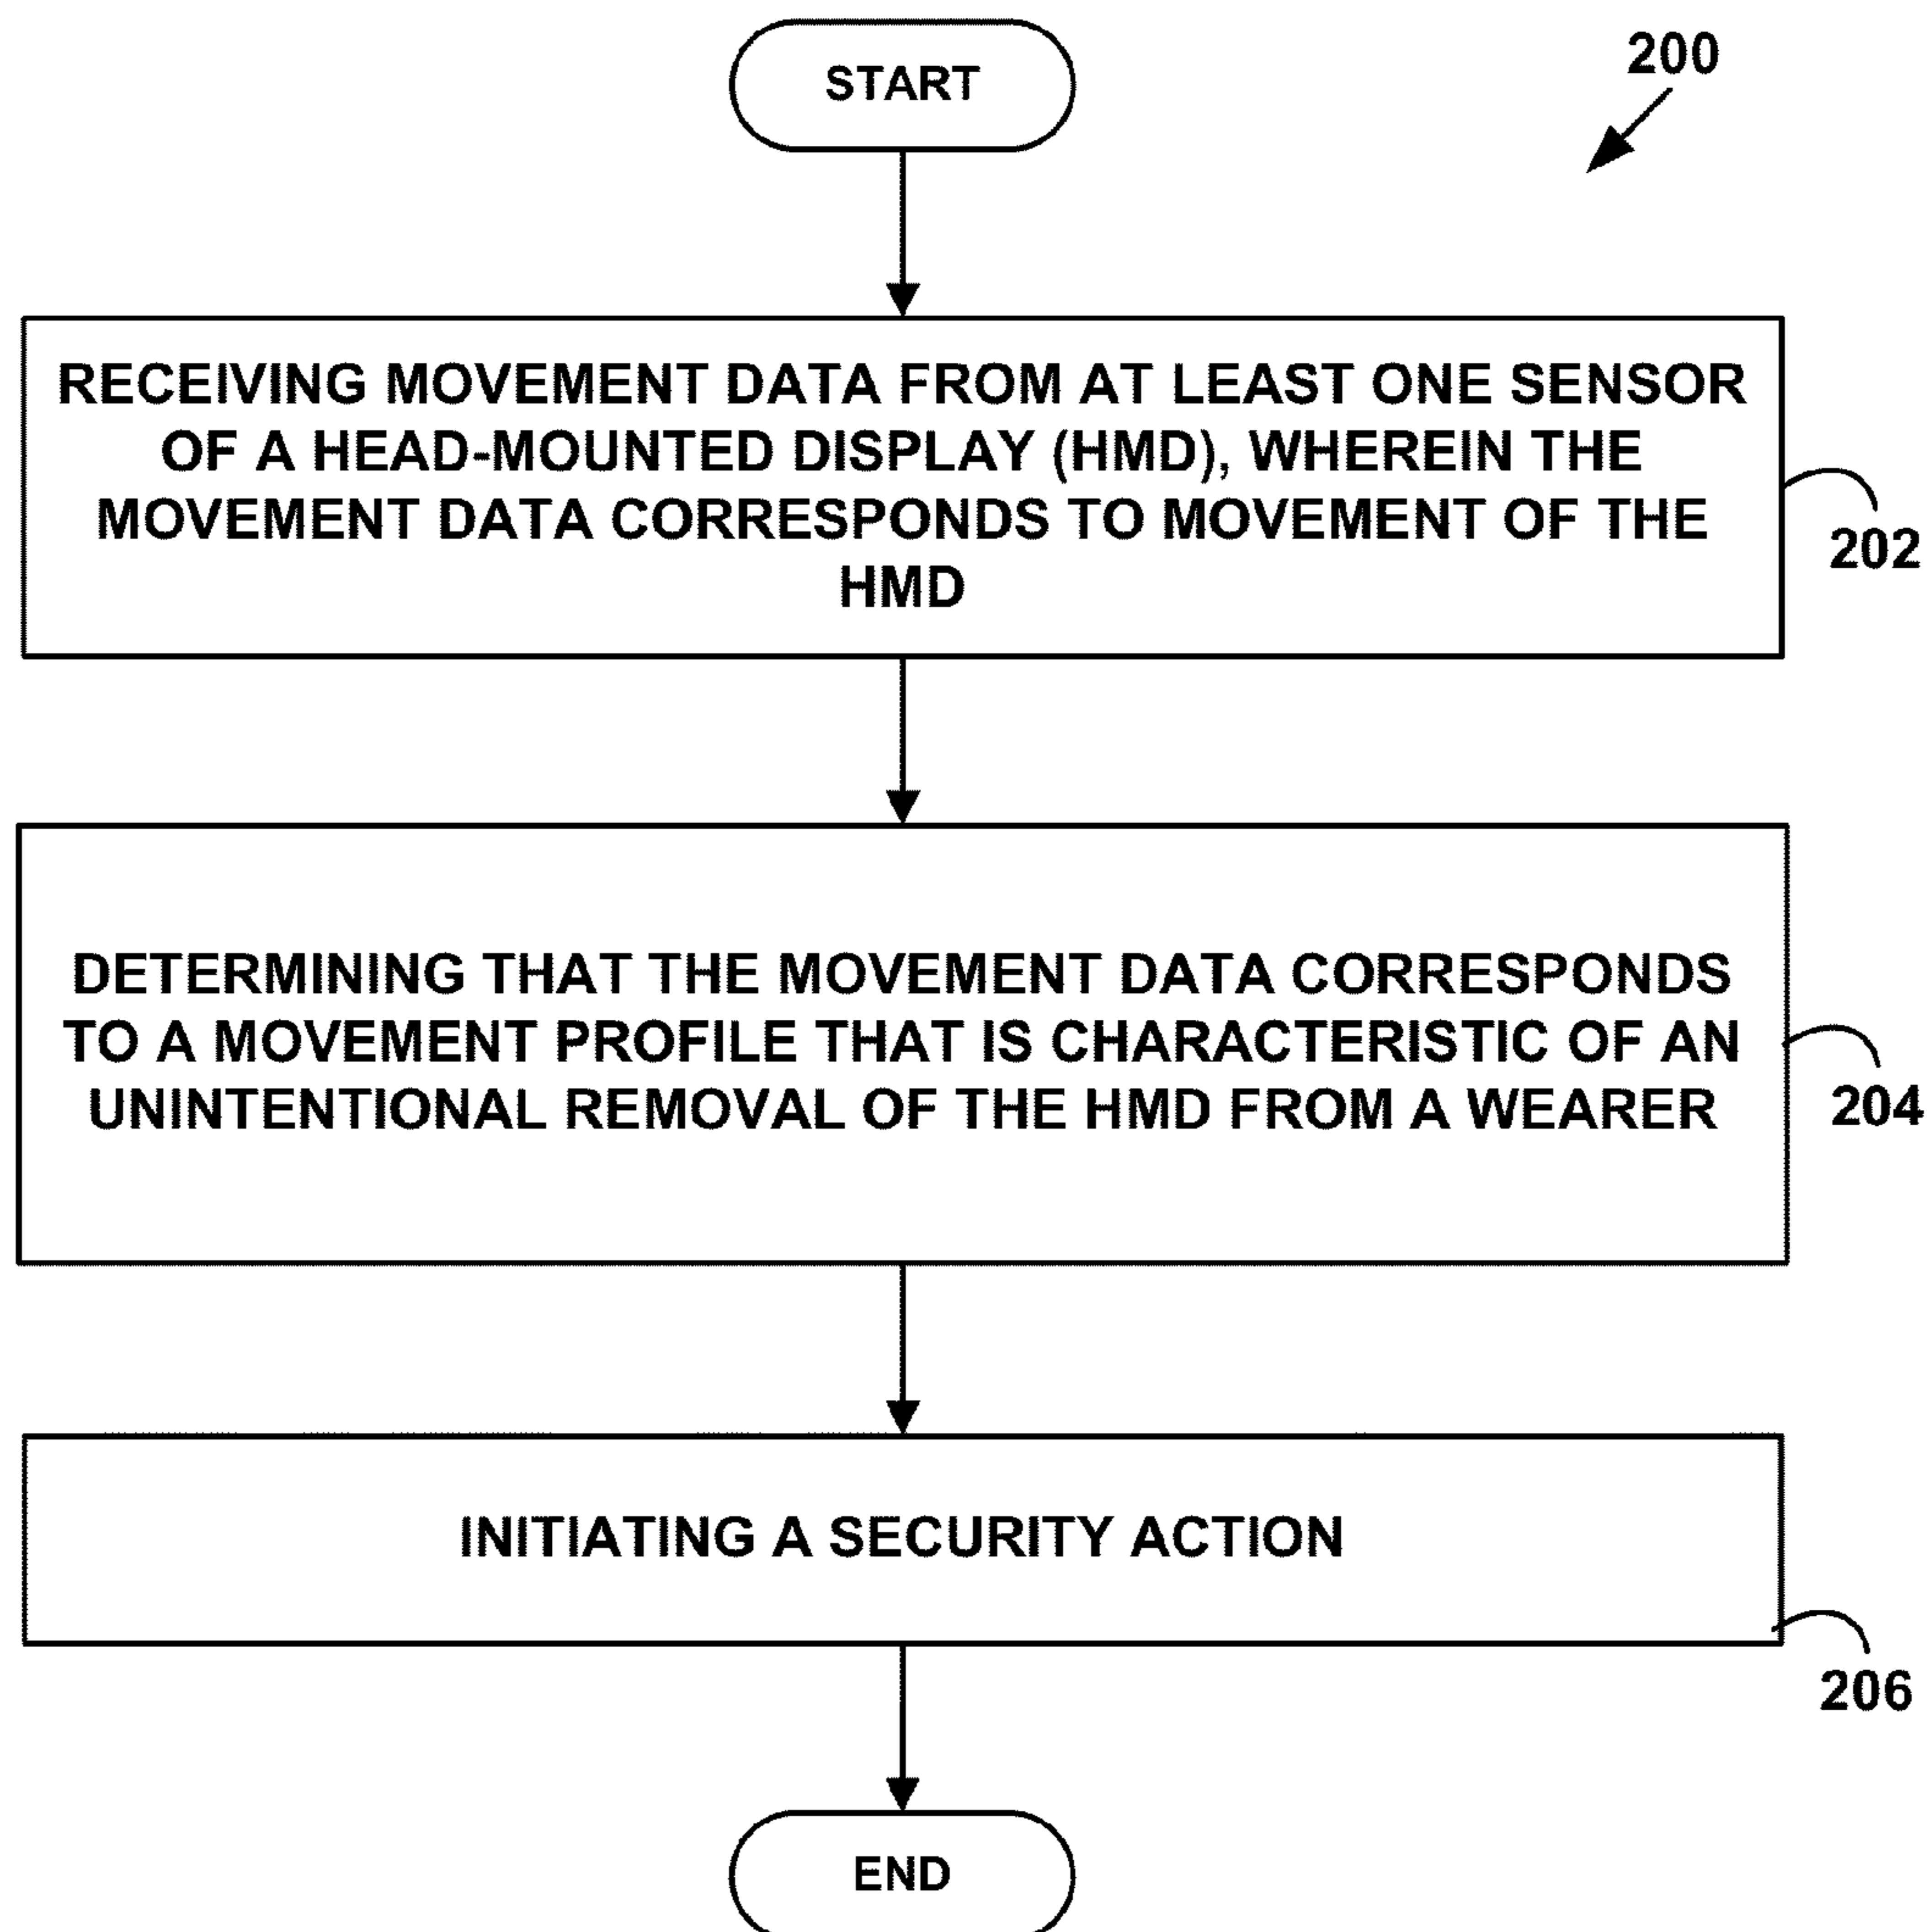 START
200
RECEIVING MOVEMENT DATA FROM AT LEAST ONE SENSOR
OF A HEAD-MOUNTED DISPLAY (HMD), WHEREIN THE
MOVEMENT DATA CORRESPONDS TO MOVEMENT OF THE
HMD
202
DETERMINING THAT THE MOVEMENT DATA CORRESPONDS
TO A MOVEMENT PROFILE THAT IS CHARACTERISTIC OF AN
UNINTENTIONAL REMOVAL OF THE HMD FROM A WEARER
204
INITIATING A SECURITY ACTION
206
END